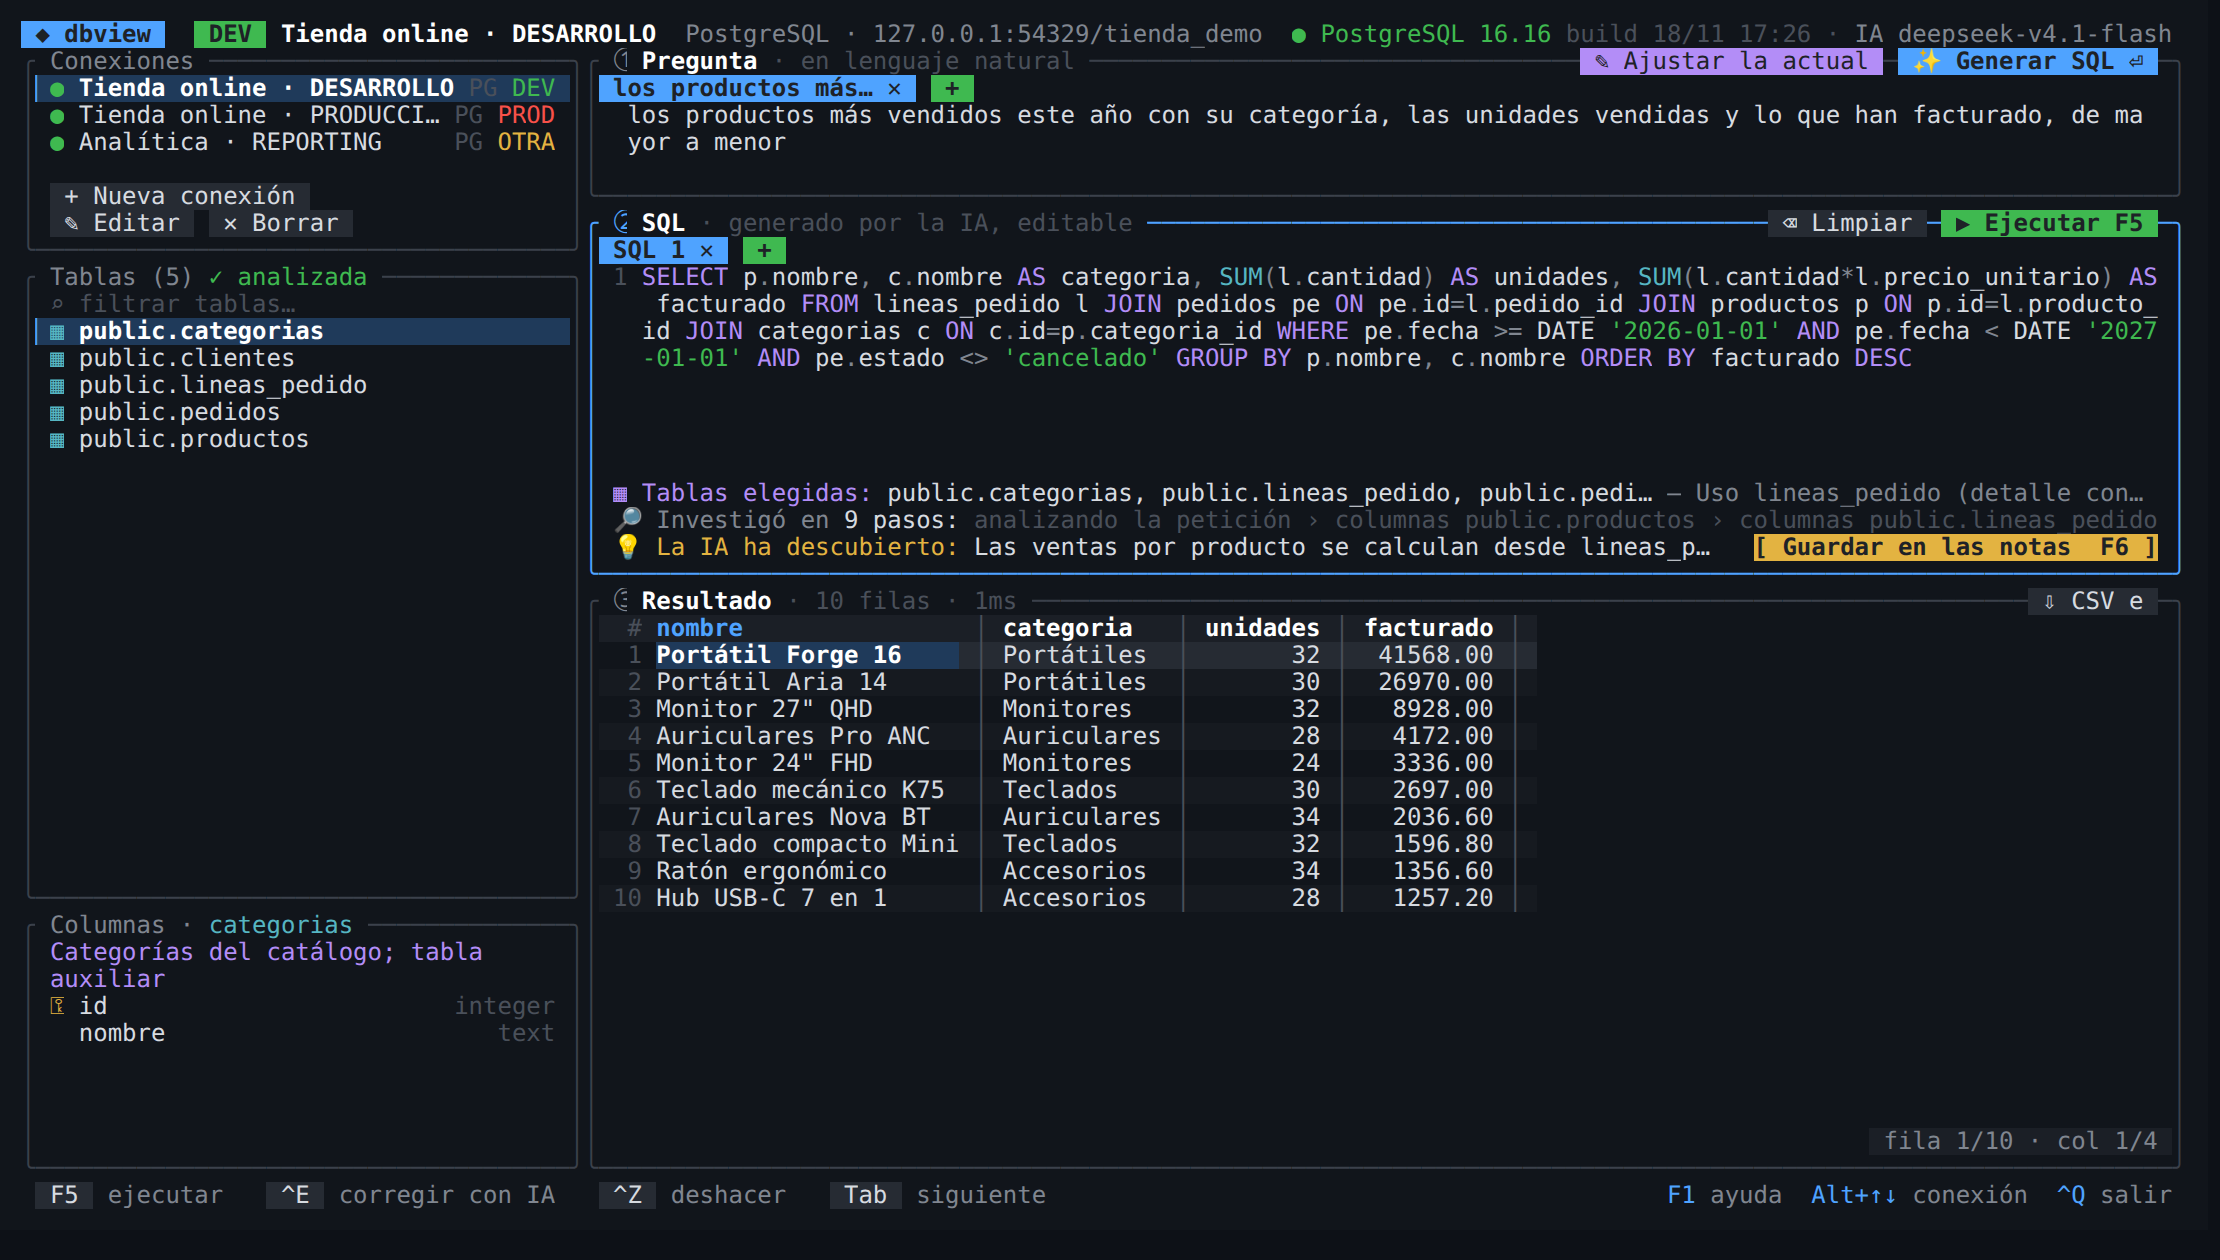 ◆ dbview   DEV   Tienda online · DESARROLLO   PostgreSQL · 127.0.0.1:54329/tienda_demo   ● PostgreSQL 16.16 build 18/11 17:26 · IA deepseek-v4.1-flash
Conexiones
● Tienda online · DESARROLLO PG DEV
● Tienda online · PRODUCCI… PG PROD
● Analítica · REPORTING PG OTRA
+ Nueva conexión
✎ Editar   × Borrar
Tablas (5) ✓ analizada
⌕ filtrar tablas…
▦ public.categorias
▦ public.clientes
▦ public.lineas_pedido
▦ public.pedidos
▦ public.productos
Columnas · categorias
Categorías del catálogo; tabla
auxiliar
id integer
nombre text
① Pregunta · en lenguaje natural   ✎ Ajustar la actual   ✨ Generar SQL ⏎
los productos más… ×   +
los productos más vendidos este año con su categoría, las unidades vendidas y lo que han facturado, de ma
yor a menor
② SQL · generado por la IA, editable   ⌫ Limpiar   ▶ Ejecutar F5
SQL 1 ×   +
1 SELECT p.nombre, c.nombre AS categoria, SUM(l.cantidad) AS unidades, SUM(l.cantidad*l.precio_unitario) AS
facturado FROM lineas_pedido l JOIN pedidos pe ON pe.id=l.pedido_id JOIN productos p ON p.id=l.producto_
id JOIN categorias c ON c.id=p.categoria_id WHERE pe.fecha >= DATE '2026-01-01' AND pe.fecha < DATE '2027
-01-01' AND pe.estado <> 'cancelado' GROUP BY p.nombre, c.nombre ORDER BY facturado DESC
▦ Tablas elegidas: public.categorias, public.lineas_pedido, public.pedi… — Uso lineas_pedido (detalle con…
🔎 Investigó en 9 pasos: analizando la petición › columnas public.productos › columnas public.lineas_pedido
💡 La IA ha descubierto: Las ventas por producto se calculan desde lineas_p…   [ Guardar en las notas  F6 ]
③ Resultado · 10 filas · 1ms   ⇩ CSV e
# nombre │ categoria │ unidades │ facturado │
1 Portátil Forge 16 │ Portátiles │ 32 │ 41568.00 │
2 Portátil Aria 14 │ Portátiles │ 30 │ 26970.00 │
3 Monitor 27" QHD │ Monitores │ 32 │ 8928.00 │
4 Auriculares Pro ANC │ Auriculares │ 28 │ 4172.00 │
5 Monitor 24" FHD │ Monitores │ 24 │ 3336.00 │
6 Teclado mecánico K75 │ Teclados │ 30 │ 2697.00 │
7 Auriculares Nova BT │ Auriculares │ 34 │ 2036.60 │
8 Teclado compacto Mini │ Teclados │ 32 │ 1596.80 │
9 Ratón ergonómico │ Accesorios │ 34 │ 1356.60 │
10 Hub USB-C 7 en 1 │ Accesorios │ 28 │ 1257.20 │
fila 1/10 · col 1/4
F5 ejecutar   ^E corregir con IA   ^Z deshacer   Tab siguiente   F1 ayuda   Alt+↑↓ conexión   ^Q salir